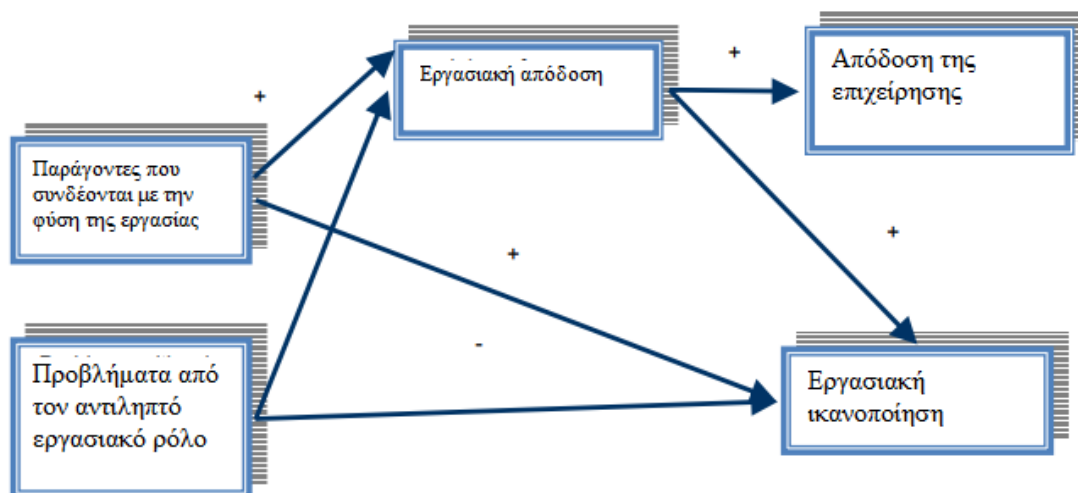 Εργασιακή απόδοση
Απόδοση της
επιχείρησης
Παράγοντες που
συνδέονται με την
φύση της εργασίας
Προβλήματα από
τον αντιληπτό
εργασιακό ρόλο
Εργασιακή
ικανοποίηση
+
+
+
+
-